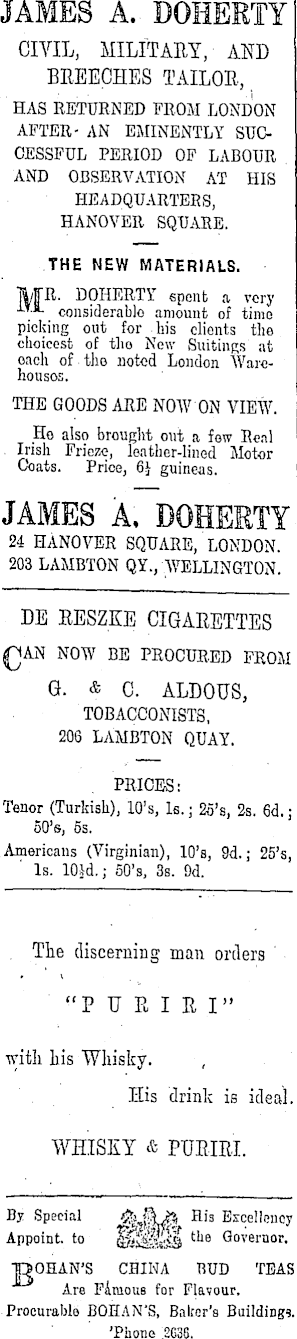 JAMES A. DOHERTY
CIVIL, MILITARY, AND
BREECHES TAILOR,
HAS RETURNED FROM LONDON
AFTER AN EMINENTLY SUC-
CESSFUL PERIOD OF LABOUR
AND OBSERVATION AT HIS
HEADQUARTERS,
HANOVER SQUARE.
THE NEW MATERIALS.
MR. DOHERTY spent a very
considerable amount of time
picking out for his clients the
choicest of the New Suitings at
each of the noted London Ware-
houses.
THE GOODS ARE NOW ON VIEW.
He also brought out a few Real
Irish Frieze, leather-lined Motor
Coats. Price, 6½ guineas.
JAMES A. DOHERTY
24 HANOVER SQUARE, LONDON.
203 LAMBTON QY., WELLINGTON.
DE RESZKE CIGARETTES
CAN NOW BE PROCURED FROM
G. & C. ALDOUS,
TOBACCONISTS,
206 LAMBTON QUAY.
PRICES:
Tenor (Turkish), 10's, 1s.; 25's, 2s. 6d.;
50's, 5s.
Americans (Virginian), 10's, 9d.; 25's,
1s. 10½d.; 50's, 3s. 9d.
The discerning man orders
"PURIRI"
with his Whisky.
His drink is ideal.
WHISKY & PURIRI.
By Special His Excellency
Appoint. to the Governor.
BOHAN'S CHINA BUD TEAS
Are Famous for Flavour.
Procurable BOHAN'S, Baker's Buildings.
'Phone 2636.